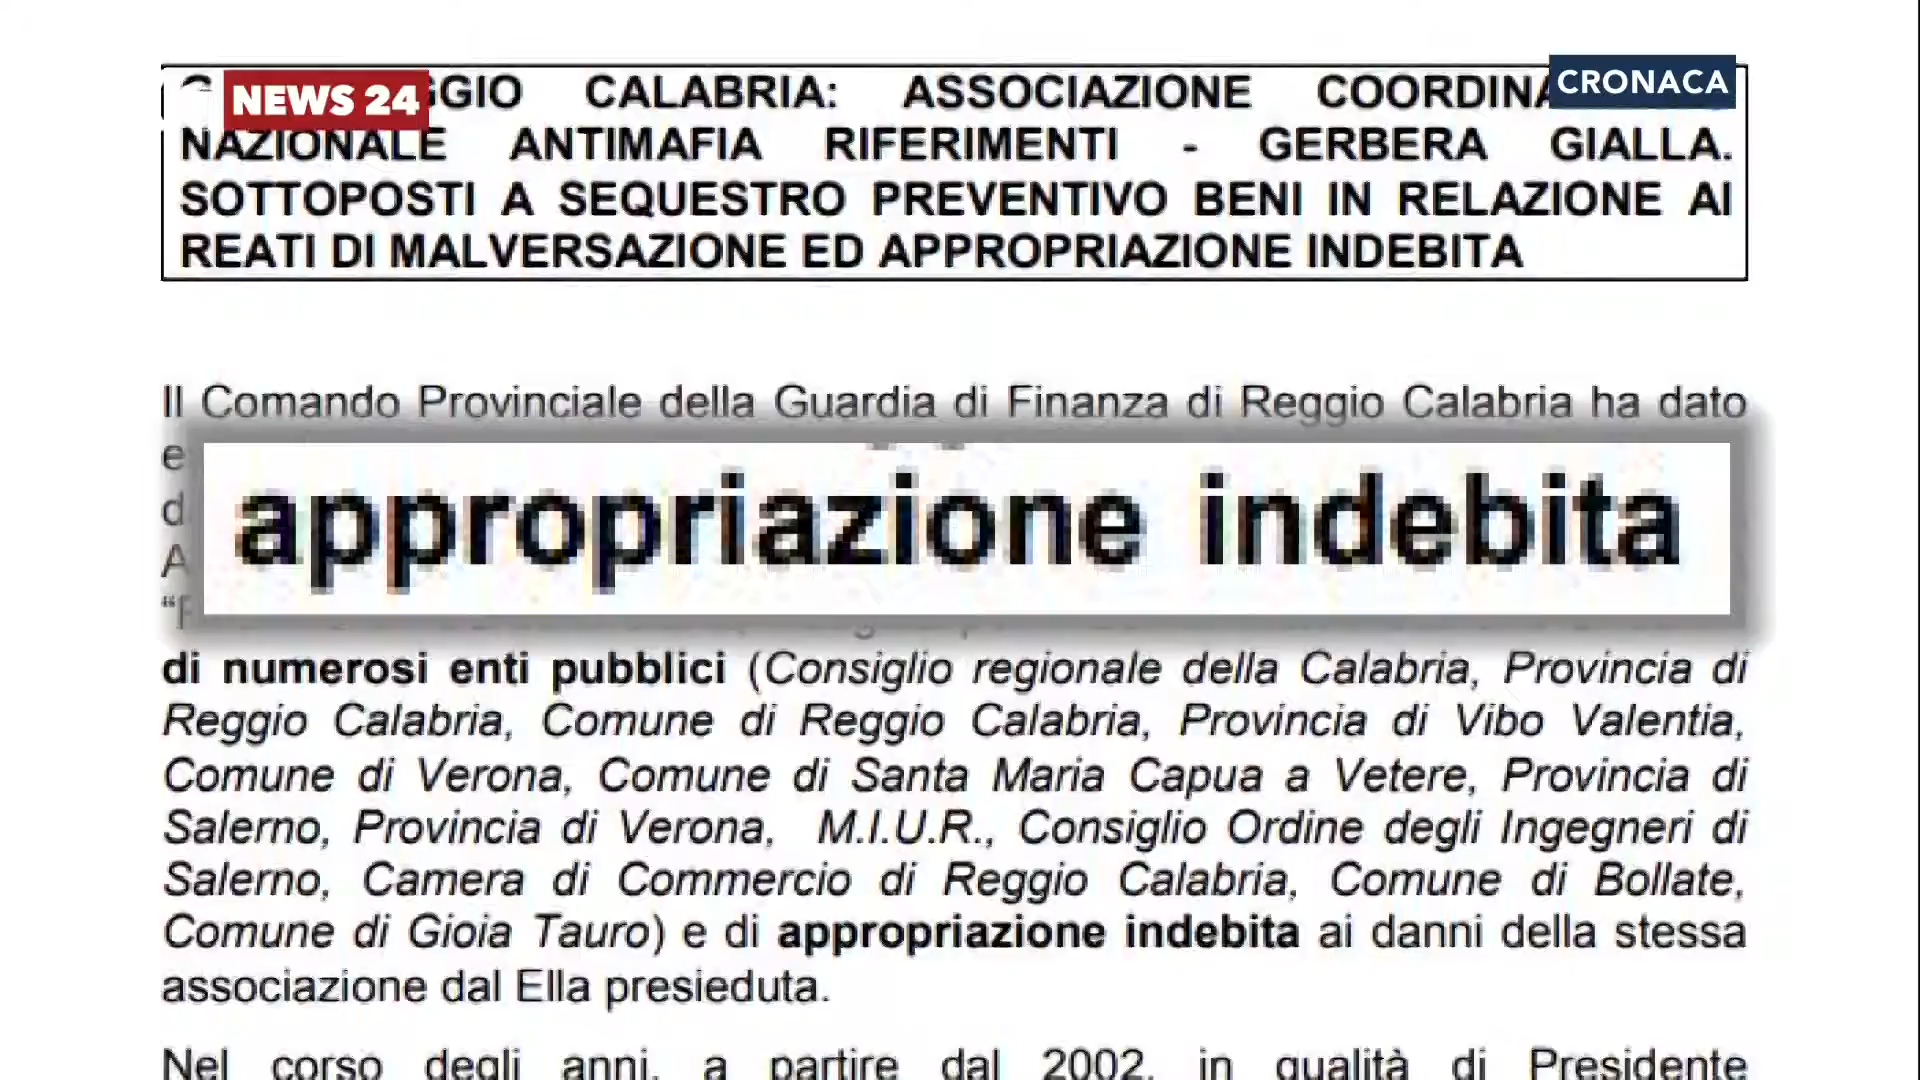 GGIO CALABRIA: ASSOCIAZIONE COORDINA
NEWS 24
CRONACA
NAZIONALE ANTIMAFIA RIFERIMENTI - GERBERA GIALLA.
SOTTOPOSTI A SEQUESTRO PREVENTIVO BENI IN RELAZIONE AI
REATI DI MALVERSAZIONE ED APPROPRIAZIONE INDEBITA
Il Comando Provinciale della Guardia di Finanza di Reggio Calabria ha dato
appropriazione indebita
di numerosi enti pubblici (Consiglio regionale della Calabria, Provincia di
Reggio Calabria, Comune di Reggio Calabria, Provincia di Vibo Valentia,
Comune di Verona, Comune di Santa Maria Capua a Vetere, Provincia di
Salerno, Provincia di Verona, M.I.U.R., Consiglio Ordine degli Ingegneri di
Salerno, Camera di Commercio di Reggio Calabria, Comune di Bollate,
Comune di Gioia Tauro) e di appropriazione indebita ai danni della stessa
associazione dal Ella presieduta.
Nel corso degli anni, a partire dal 2002, in qualità di Presidente